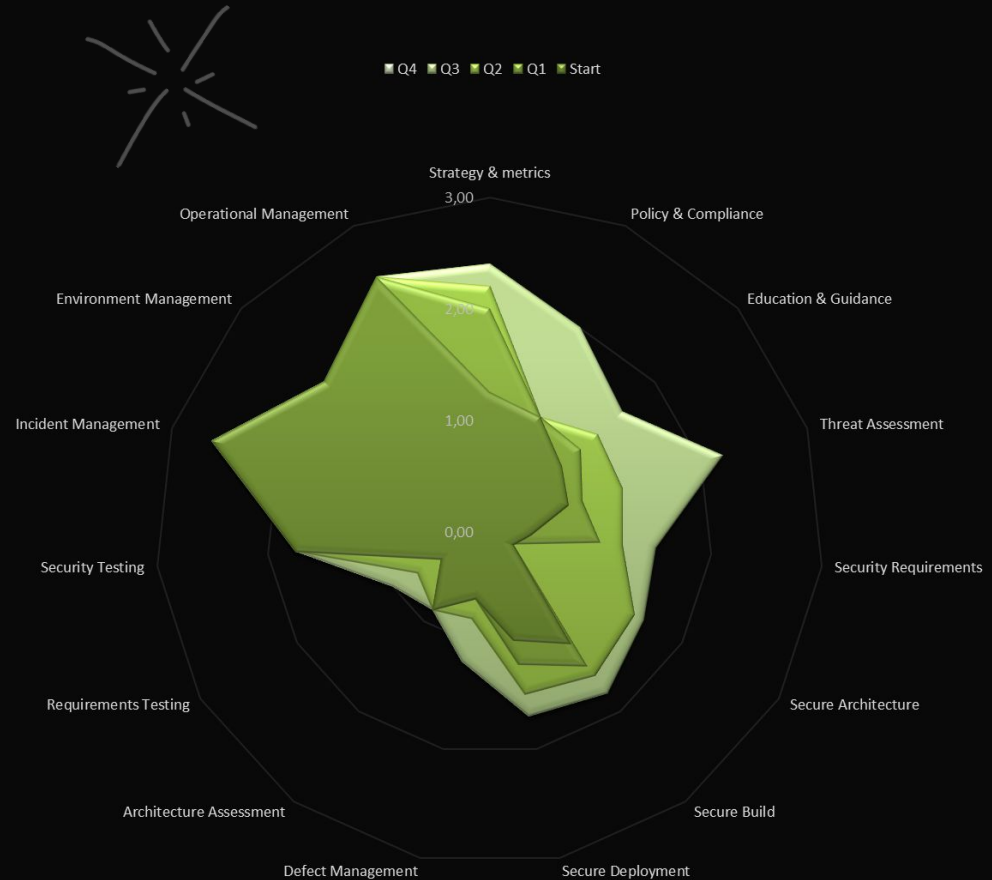 Q4 Q3 Q2 Q1 Start
Strategy & metrics
3,00
Operational Management
Policy & Compliance
Environment Management
Education & Guidance
2,00
Incident Management
1,00
Threat Assessment
0,00
Security Testing
Security Requirements
Requirements Testing
Secure Architecture
Architecture Assessment
Secure Build
Defect Management
Secure Deployment